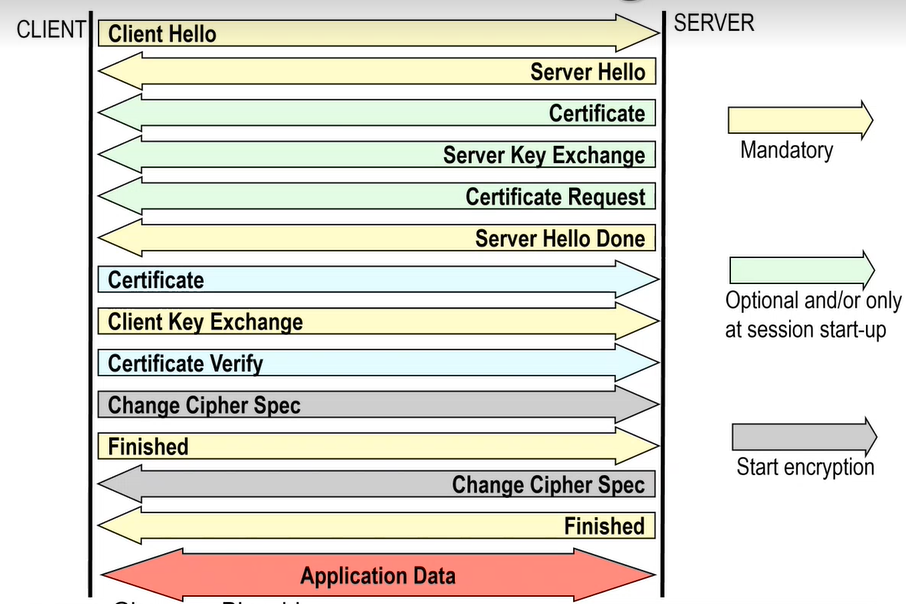 CLIENT
SERVER
Client Hello
Server Hello
Certificate
Server Key Exchange
Certificate Request
Server Hello Done
Certificate
Client Key Exchange
Certificate Verify
Change Cipher Spec
Finished
Change Cipher Spec
Finished
Application Data
Mandatory
Optional and/or only
at session start-up
Start encryption